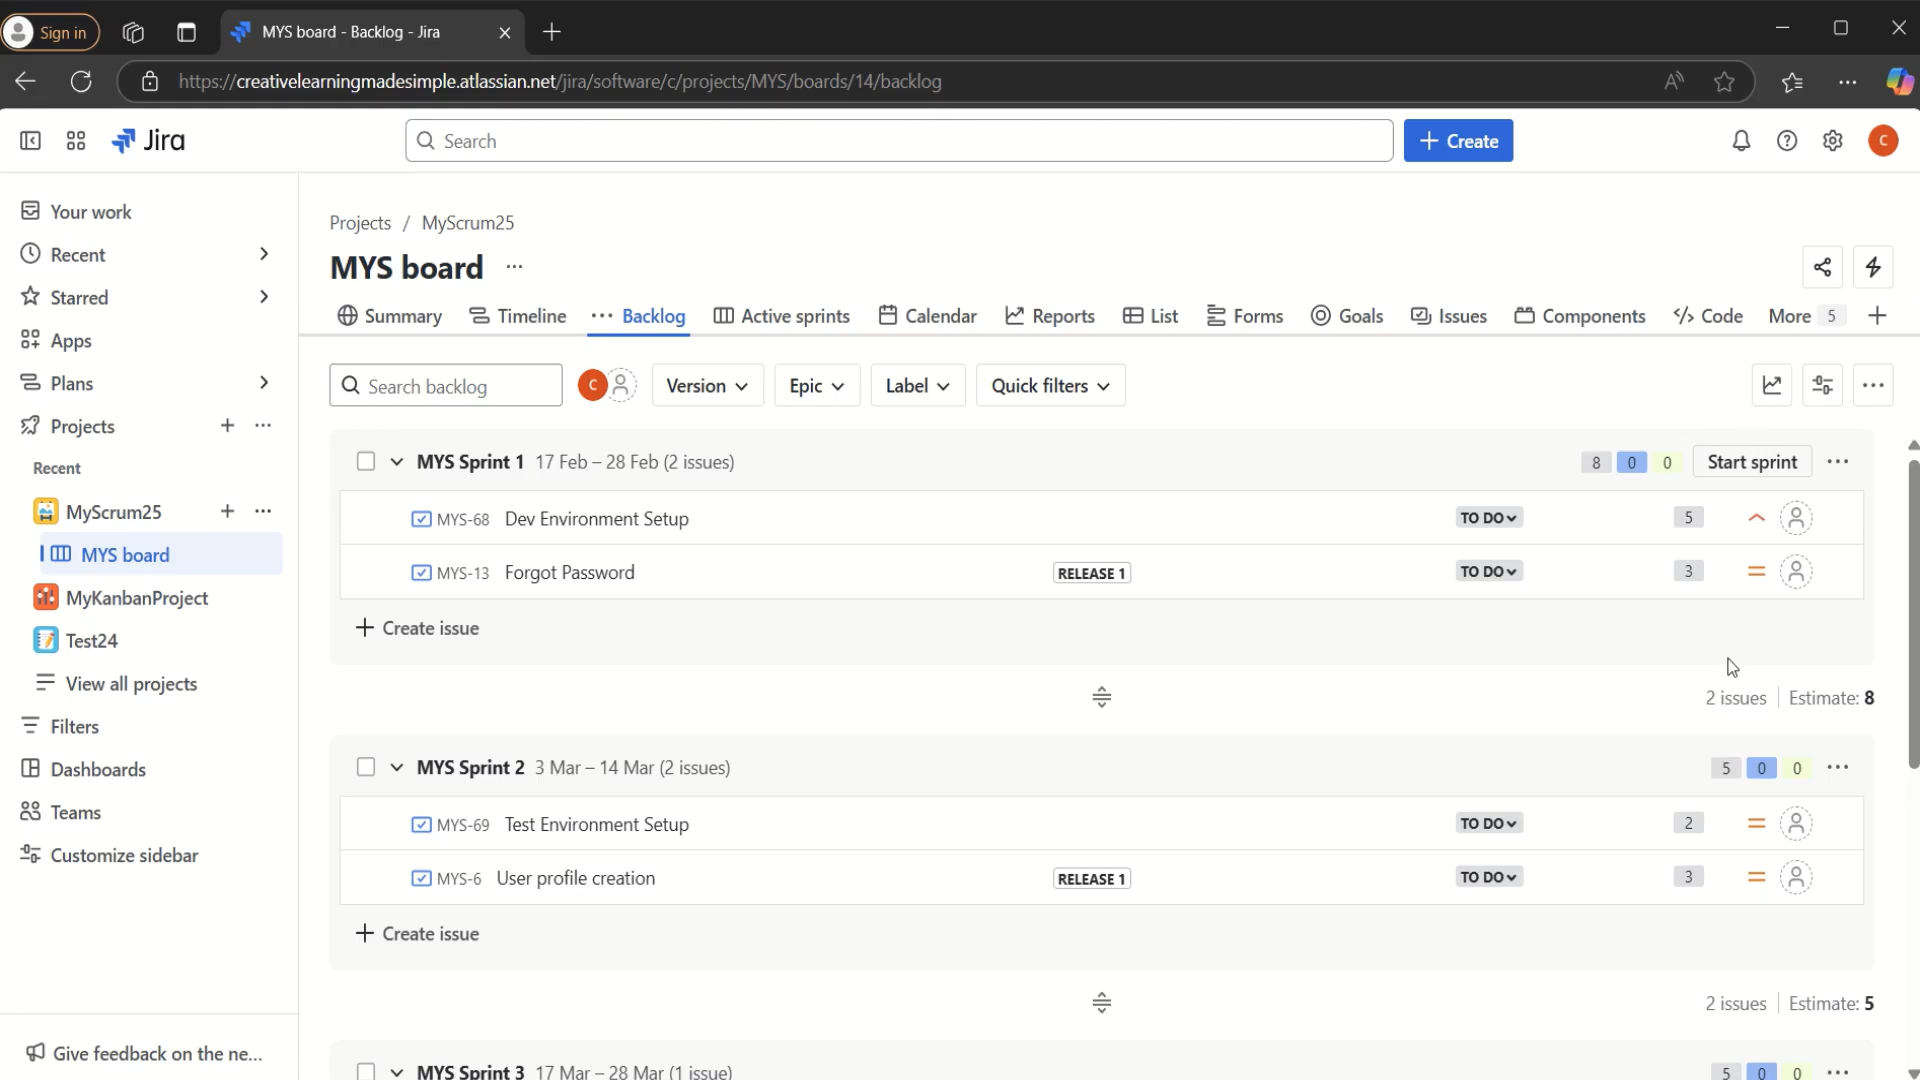 Sign in
MYS board - Backlog - Jira
https://creativelearningmadesimple.atlassian.net/jira/software/c/projects/MYS/boards/14/backlog
Jira
Search
Create
C
Your work
Recent
Starred
Apps
Plans
Projects
Recent
MyScrum25
MYS board
MyKanbanProject
Test24
View all projects
Filters
Dashboards
Teams
Customize sidebar
Give feedback on the ne...
Projects / MyScrum25
MYS board
Summary Timeline Backlog Active sprints Calendar Reports List Forms Goals Issues Components Code More 5
Search backlog C Version Epic Label Quick filters
MYS Sprint 1 17 Feb – 28 Feb (2 issues) 8 0 0 Start sprint
MYS-68 Dev Environment Setup TO DO 5
MYS-13 Forgot Password RELEASE 1 TO DO 3
Create issue
2 issues Estimate: 8
MYS Sprint 2 3 Mar – 14 Mar (2 issues) 5 0 0
MYS-69 Test Environment Setup TO DO 2
MYS-6 User profile creation RELEASE 1 TO DO 3
Create issue
2 issues Estimate: 5
MYS Sprint 3 17 Mar – 28 Mar (1 issue) 5 0 0